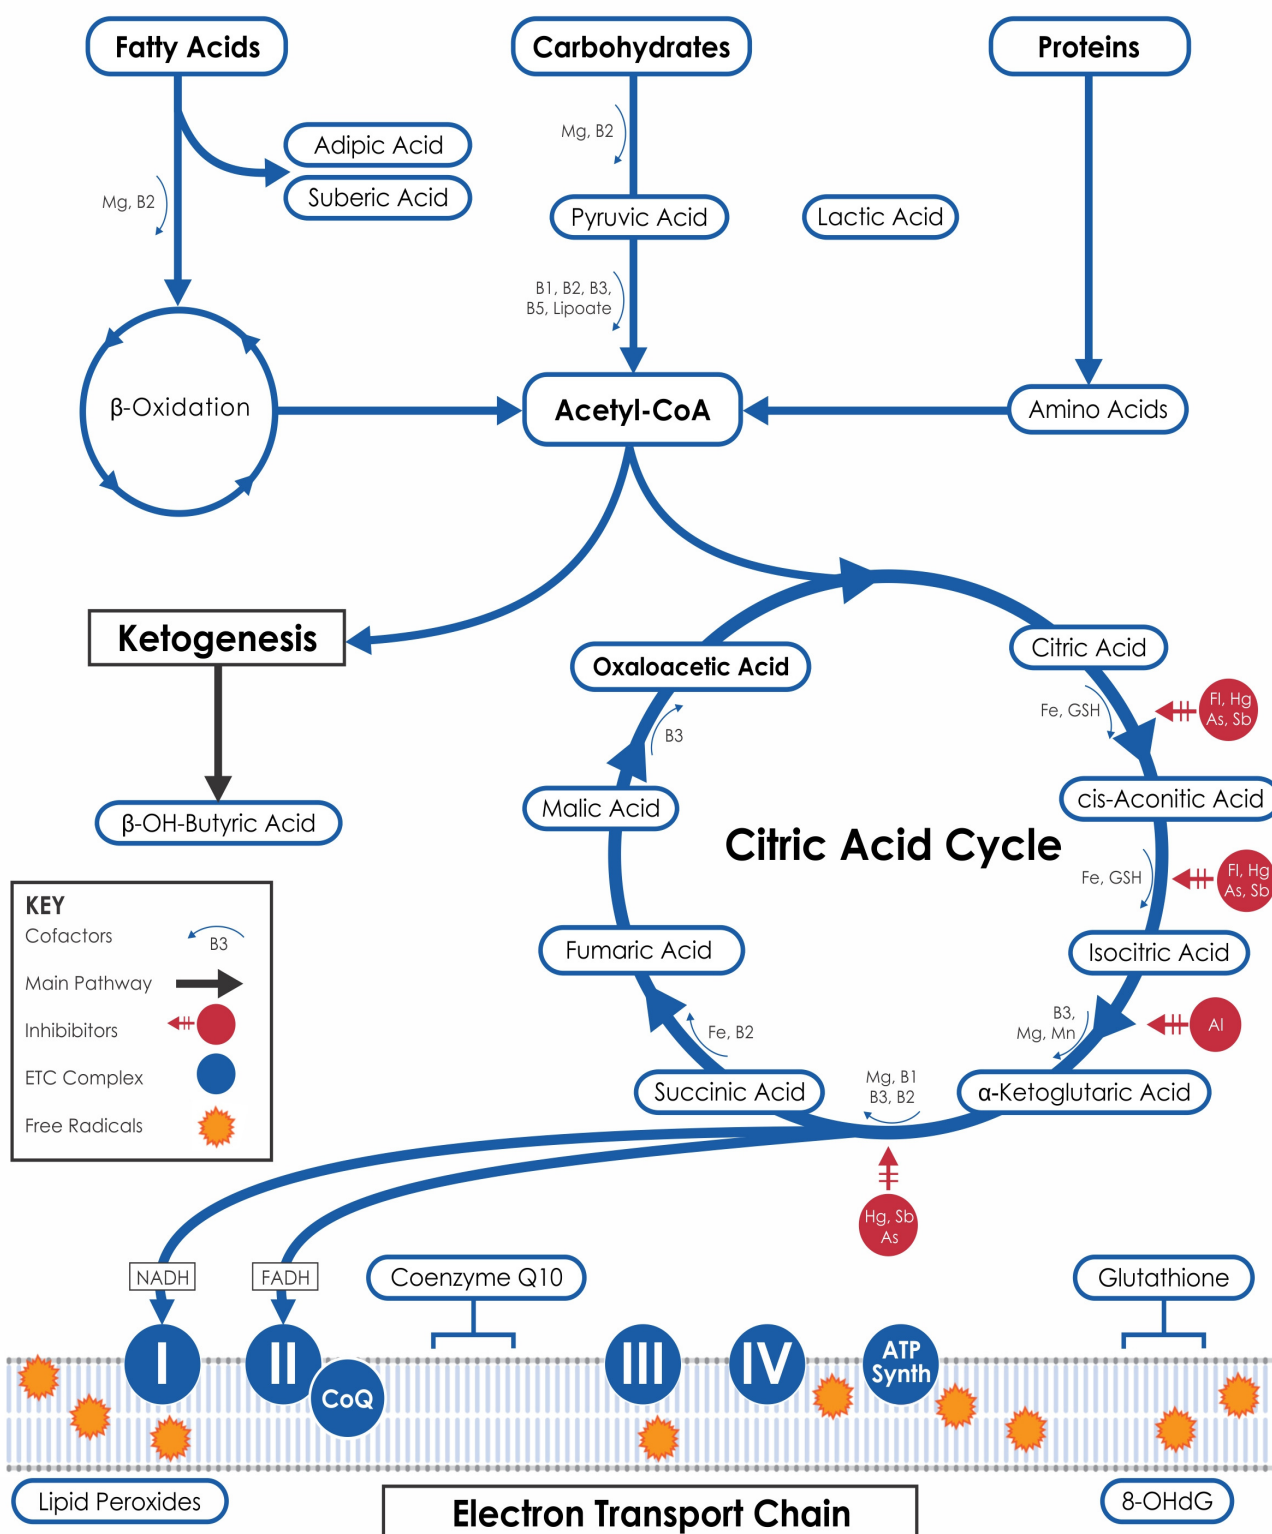 Fatty Acids
Carbohydrates
Proteins
Adipic Acid
Suberic Acid
Mg, B2
Mg, B2
Pyruvic Acid
Lactic Acid
B1, B2, B3,
B5, Lipoate
β-Oxidation
Acetyl-CoA
Amino Acids
Ketogenesis
β-OH-Butyric Acid
Oxaloacetic Acid
Citric Acid
Fe, GSH
Fl, Hg
As, Sb
B3
Malic Acid
cis-Aconitic Acid
Citric Acid Cycle
Fe, GSH
Fl, Hg
As, Sb
Fumaric Acid
Isocitric Acid
B3,
Mg, Mn
Al
Fe, B2
Succinic Acid
Mg, B1
B3, B2
α-Ketoglutaric Acid
Hg, Sb
As
KEY
Cofactors
B3
Main Pathway
Inhibibitors
ETC Complex
Free Radicals
NADH
FADH
Coenzyme Q10
Glutathione
I
II
CoQ
III
IV
ATP
Synth
Lipid Peroxides
Electron Transport Chain
8-OHdG